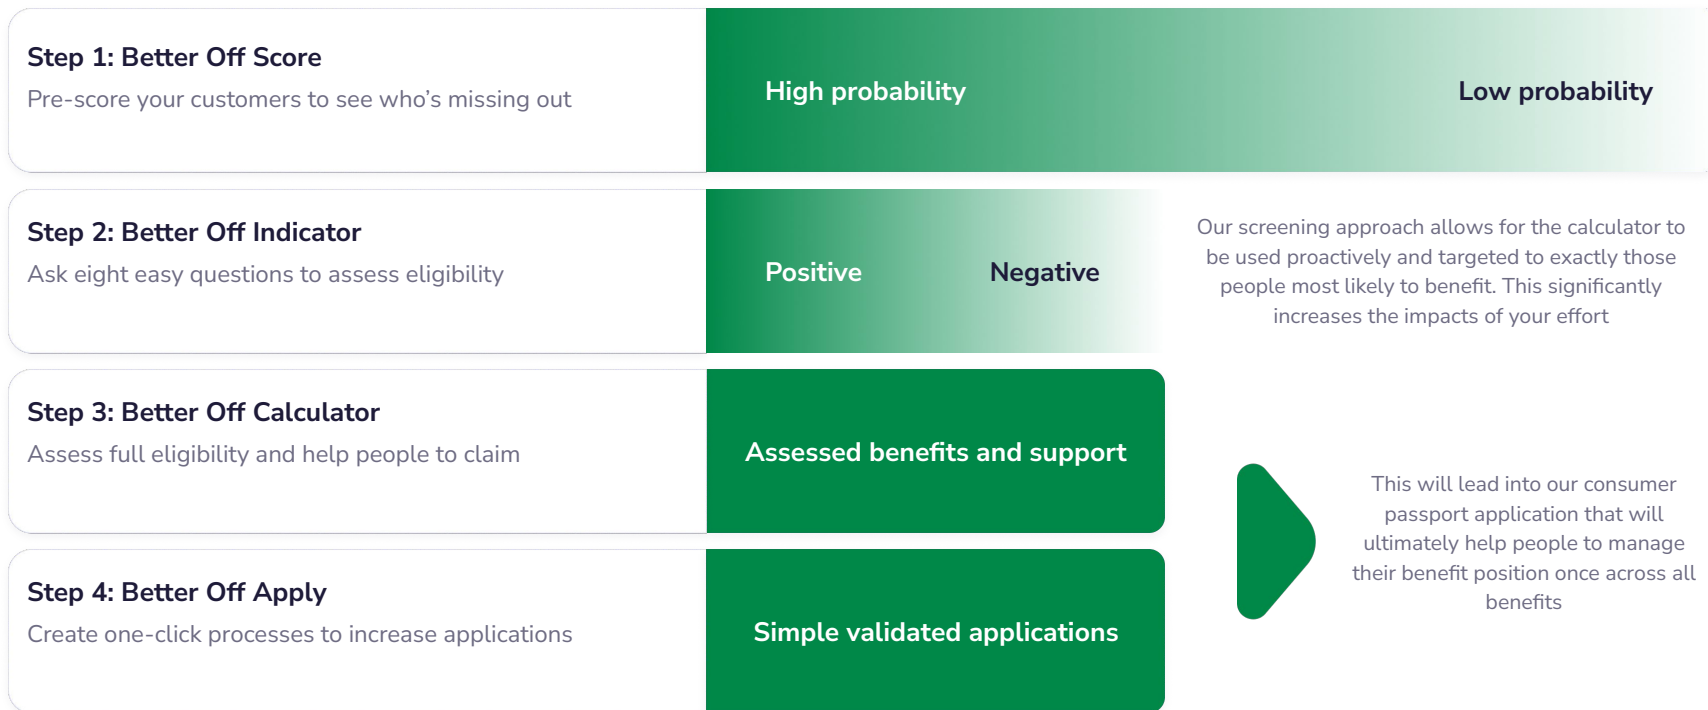 Step 1: Better Off Score
Pre-score your customers to see who’s missing out
High probability
Low probability
Step 2: Better Off Indicator
Ask eight easy questions to assess eligibility
Positive
Negative
Our screening approach allows for the calculator to
be used proactively and targeted to exactly those
people most likely to benefit. This significantly
increases the impacts of your effort
Step 3: Better Off Calculator
Assess full eligibility and help people to claim
Assessed benefits and support
Step 4: Better Off Apply
Create one-click processes to increase applications
Simple validated applications
This will lead into our consumer
passport application that will
ultimately help people to manage
their benefit position once across all
benefits